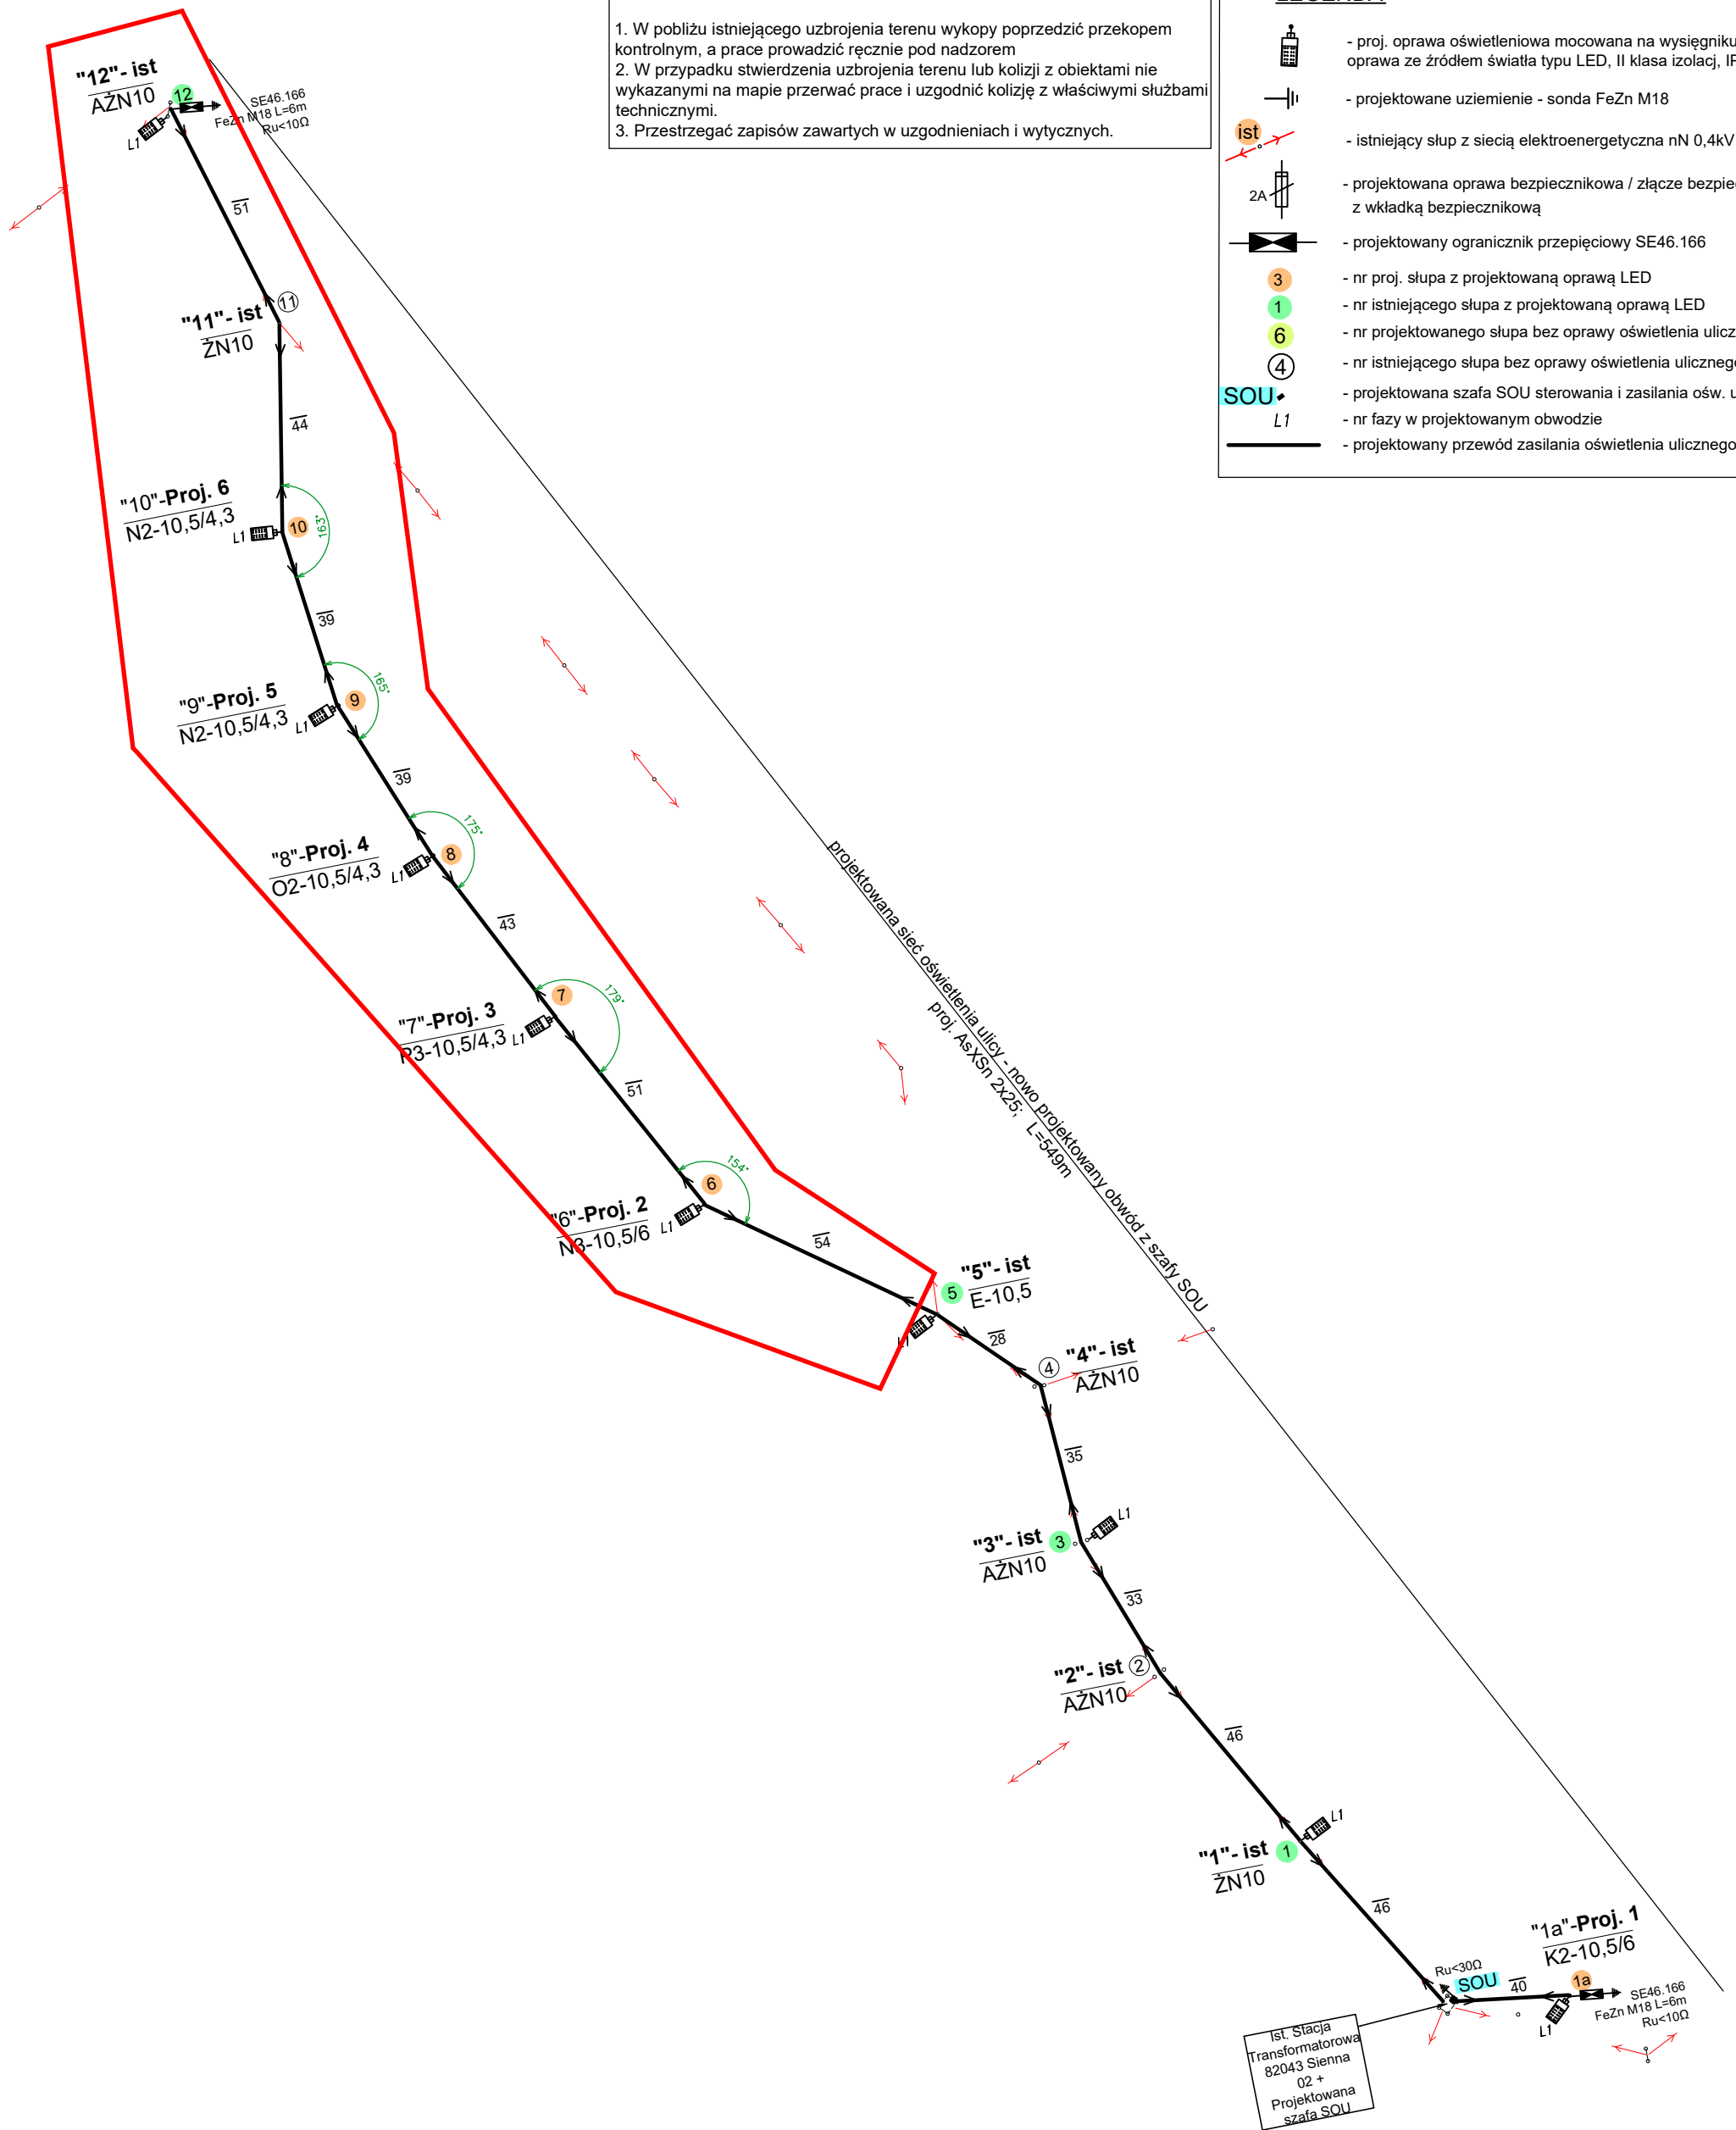 1. W pobliżu istniejącego uzbrojenia terenu wykopy poprzedzić przekopem
kontrolnym, a prace prowadzić ręcznie pod nadzorem
2. W przypadku stwierdzenia uzbrojenia terenu lub kolizji z obiektami nie
wykazanymi na mapie przerwać prace i uzgodnić kolizję z właściwymi służbami
technicznymi.
3. Przestrzegać zapisów zawartych w uzgodnieniach i wytycznych.
- proj. oprawa oświetleniowa mocowana na wysięgniku
oprawa ze źródłem światła typu LED, II klasa izolacj, IP
- projektowane uziemienie - sonda FeZn M18
ist
- istniejący słup z siecią elektroenergetyczna nN 0,4kV
2A
- projektowana oprawa bezpiecznikowa / złącze bezpie
z wkładką bezpiecznikową
- projektowany ogranicznik przepięciowy SE46.166
3 - nr proj. słupa z projektowaną oprawą LED
1 - nr istniejącego słupa z projektowaną oprawą LED
6 - nr projektowanego słupa bez oprawy oświetlenia ulicz
4 - nr istniejącego słupa bez oprawy oświetlenia ulicznego
SOU - projektowana szafa SOU sterowania i zasilania ośw. u
L1 - nr fazy w projektowanym obwodzie
- projektowany przewód zasilania oświetlenia ulicznego
"12"- ist
AŻN10
12
SE46.166
FeZn M18 L=6m
Ru<10Ω
L1
51
11
"11"- ist
ŻN10
44
"10"-Proj. 6
N2-10,5/4,3
L1
10
163°
39
"9"-Proj. 5
N2-10,5/4,3
L1
9
165°
39
"8"-Proj. 4
O2-10,5/4,3
L1
8
175°
43
"7"-Proj. 3
P3-10,5/4,3
L1
7
179°
51
"6"-Proj. 2
N3-10,5/6
L1
6
154°
54
projektowana sieć oświetlenia ulicy - nowo projektowany obwód z szafy SOU
proj. AsXSn 2x25; L=549m
5
"5"- ist
E-10,5
L1
28
4
"4"- ist
AŻN10
35
"3"- ist
AŻN10
3
L1
33
"2"- ist
AŻN10
2
46
"1"- ist
ŻN10
1
L1
46
"1a"-Proj. 1
K2-10,5/6
Ru<30Ω
SOU
40
1a
SE46.166
FeZn M18 L=6m
Ru<10Ω
L1
Ist. Stacja
Transformatorowa
82043 Sienna
02 +
Projektowana
szafa SOU